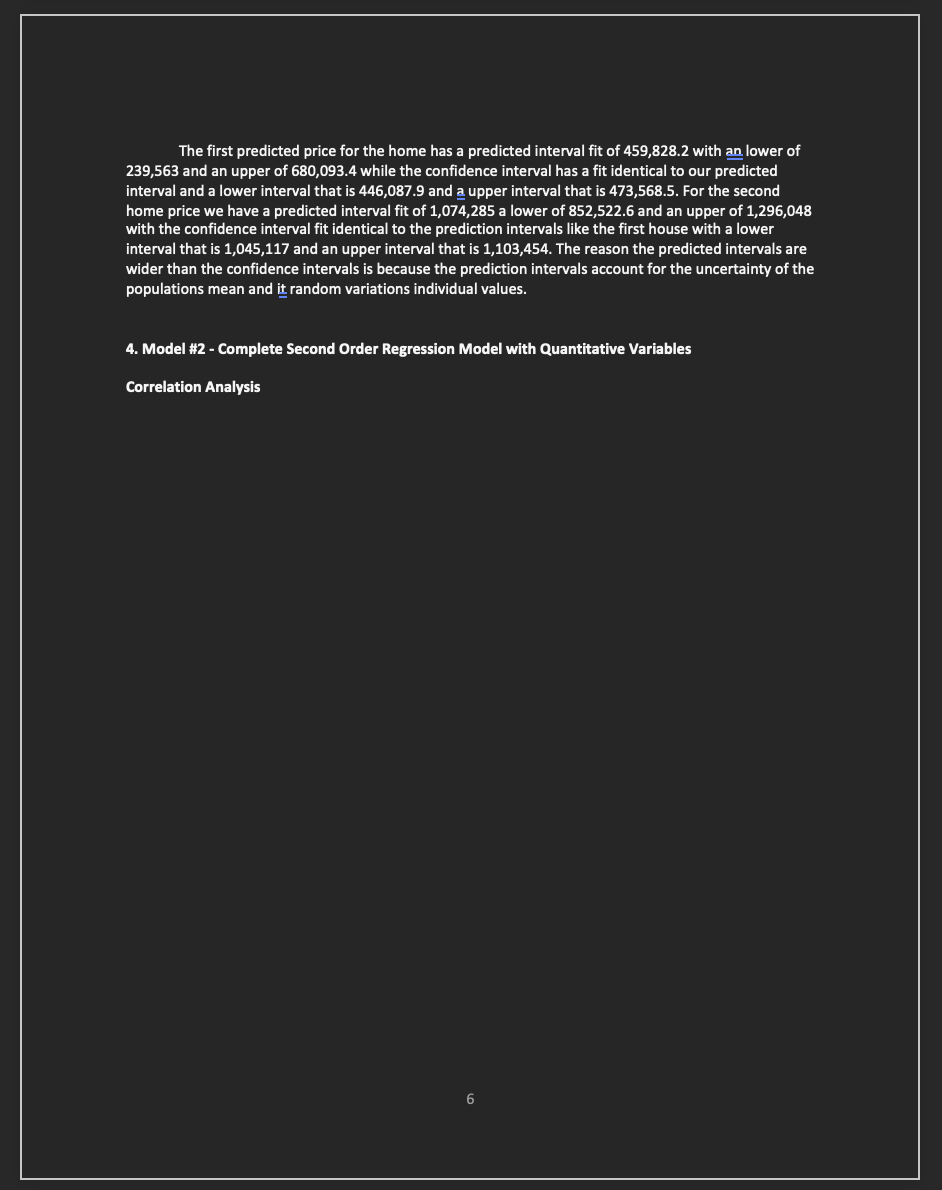 The first predicted price for the home has a predicted interval fit of 459,828.2 with an lower of
239,563 and an upper of 680,093.4 while the confidence interval has a fit identical to our predicted
interval and a lower interval that is 446,087.9 and a upper interval that is 473,568.5. For the second
home price we have a predicted interval fit of 1,074,285 a lower of 852,522.6 and an upper of 1,296,048
with the confidence interval fit identical to the prediction intervals like the first house with a lower
interval that is 1,045,117 and an upper interval that is 1,103,454. The reason the predicted intervals are
wider than the confidence intervals is because the prediction intervals account for the uncertainty of the
populations mean and it random variations individual values.
4. Model #2 - Complete Second Order Regression Model with Quantitative Variables
Correlation Analysis
6